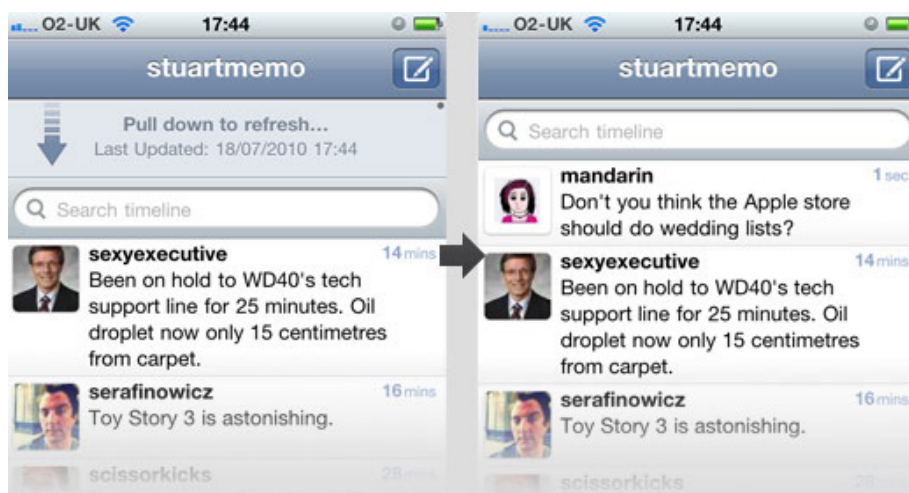 O2-UK 17:44
stuartmemo
Pull down to refresh...
Last Updated: 18/07/2010 17:44
Search timeline
sexyexecutive 14 mins
Been on hold to WD40's tech
support line for 25 minutes. Oil
droplet now only 15 centimetres
from carpet.
serafinowicz 16 mins
Toy Story 3 is astonishing.
scissorkicks 28 mins
O2-UK 17:44
stuartmemo
Search timeline
mandarin 1 sec
Don't you think the Apple store
should do wedding lists?
sexyexecutive 14 mins
Been on hold to WD40's tech
support line for 25 minutes. Oil
droplet now only 15 centimetres
from carpet.
serafinowicz 16 mins
Toy Story 3 is astonishing.
scissorkicks 28 mins